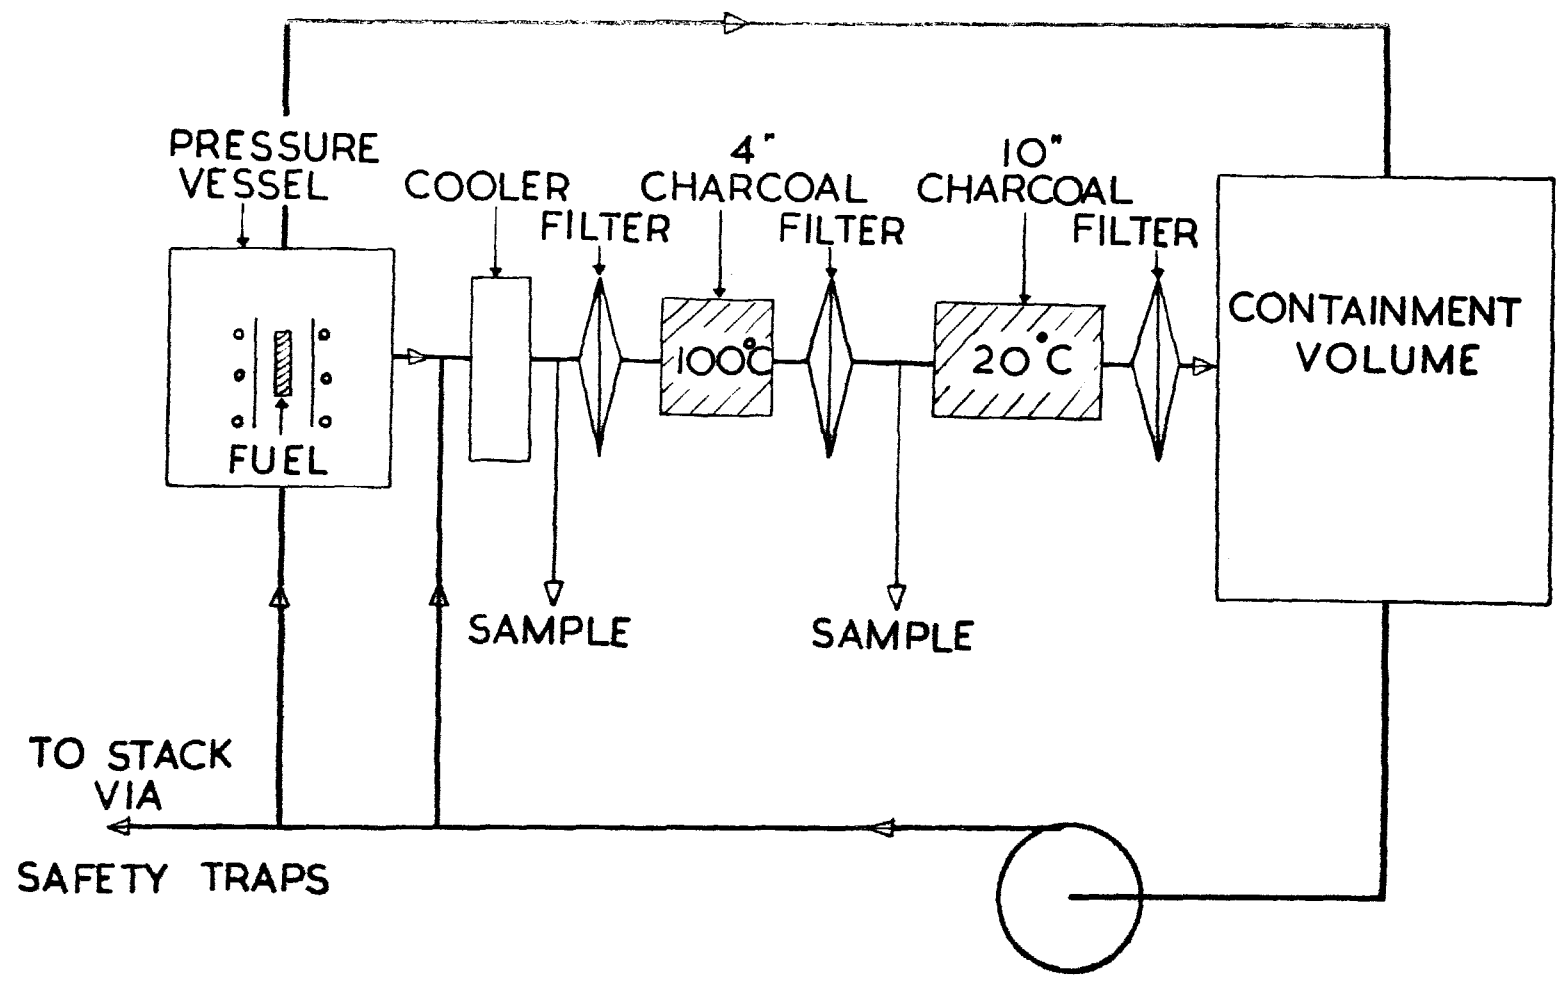 PRESSURE
VESSEL
COOLER
FILTER
4"
CHARCOAL
FILTER
10"
CHARCOAL
FILTER
CONTAINMENT
VOLUME
100°C
20°C
FUEL
SAMPLE
SAMPLE
TO STACK
VIA
SAFETY TRAPS